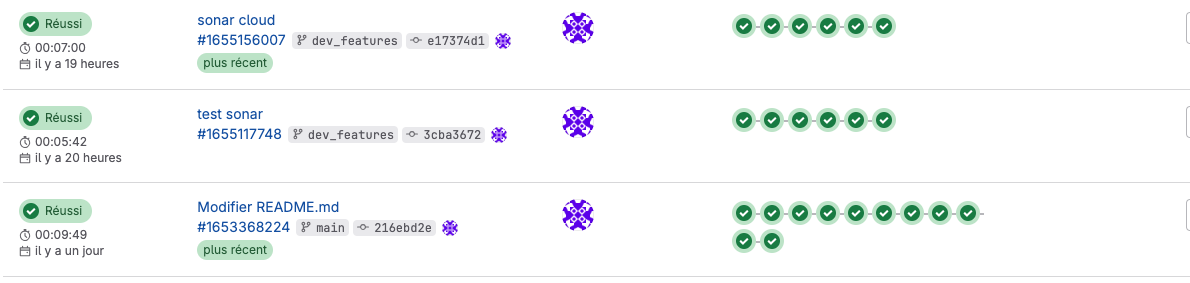 Réussi
00:07:00
il y a 19 heures
sonar cloud
#1655156007 dev_features e17374d1
plus récent
Réussi
00:05:42
il y a 20 heures
test sonar
#1655117748 dev_features 3cba3672
Réussi
00:09:49
il y a un jour
Modifier README.md
#1653368224 main 216ebd2e
plus récent